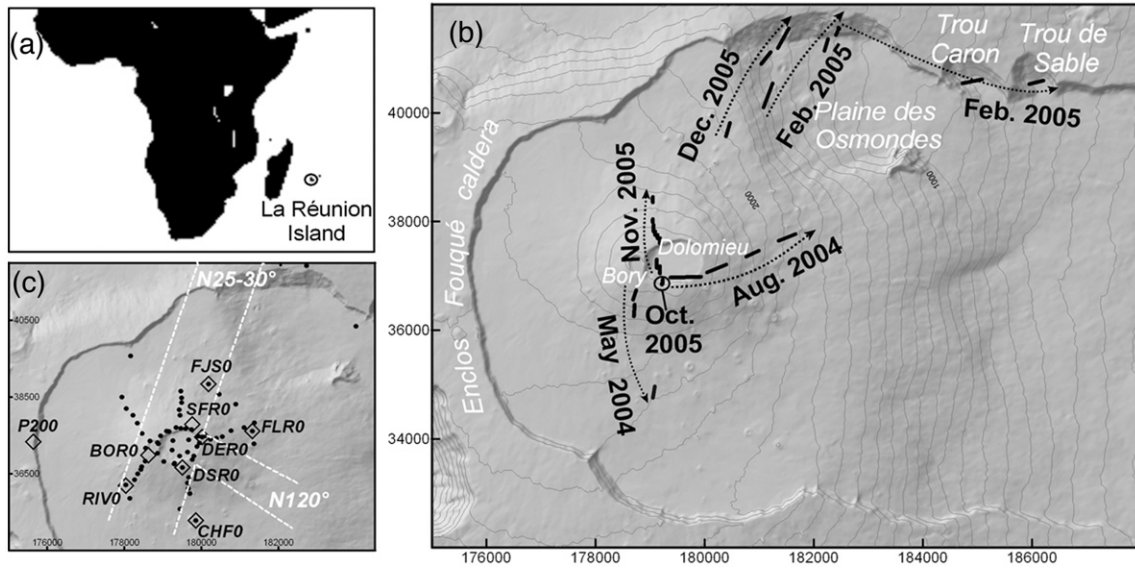 (a)
La Réunion
Island
(b)
Trou
Caron
Trou de
Sable
Dec. 2005
Feb. 2005
Feb. 2005
Plaine des
Osmondes
Enclos Fouqué caldera
Nov. 2005
Dolomieu
Bory
Aug. 2004
Oct.
2005
May 2004
2000
1000
40000
38000
36000
34000
176000
178000
180000
182000
184000
186000
(c)
N25-30°
40500
38500
36500
FJS0
SFR0
P200
FLR0
BOR0
DER0
DSR0
RIV0
N120°
CHF0
176000
178000
180000
182000